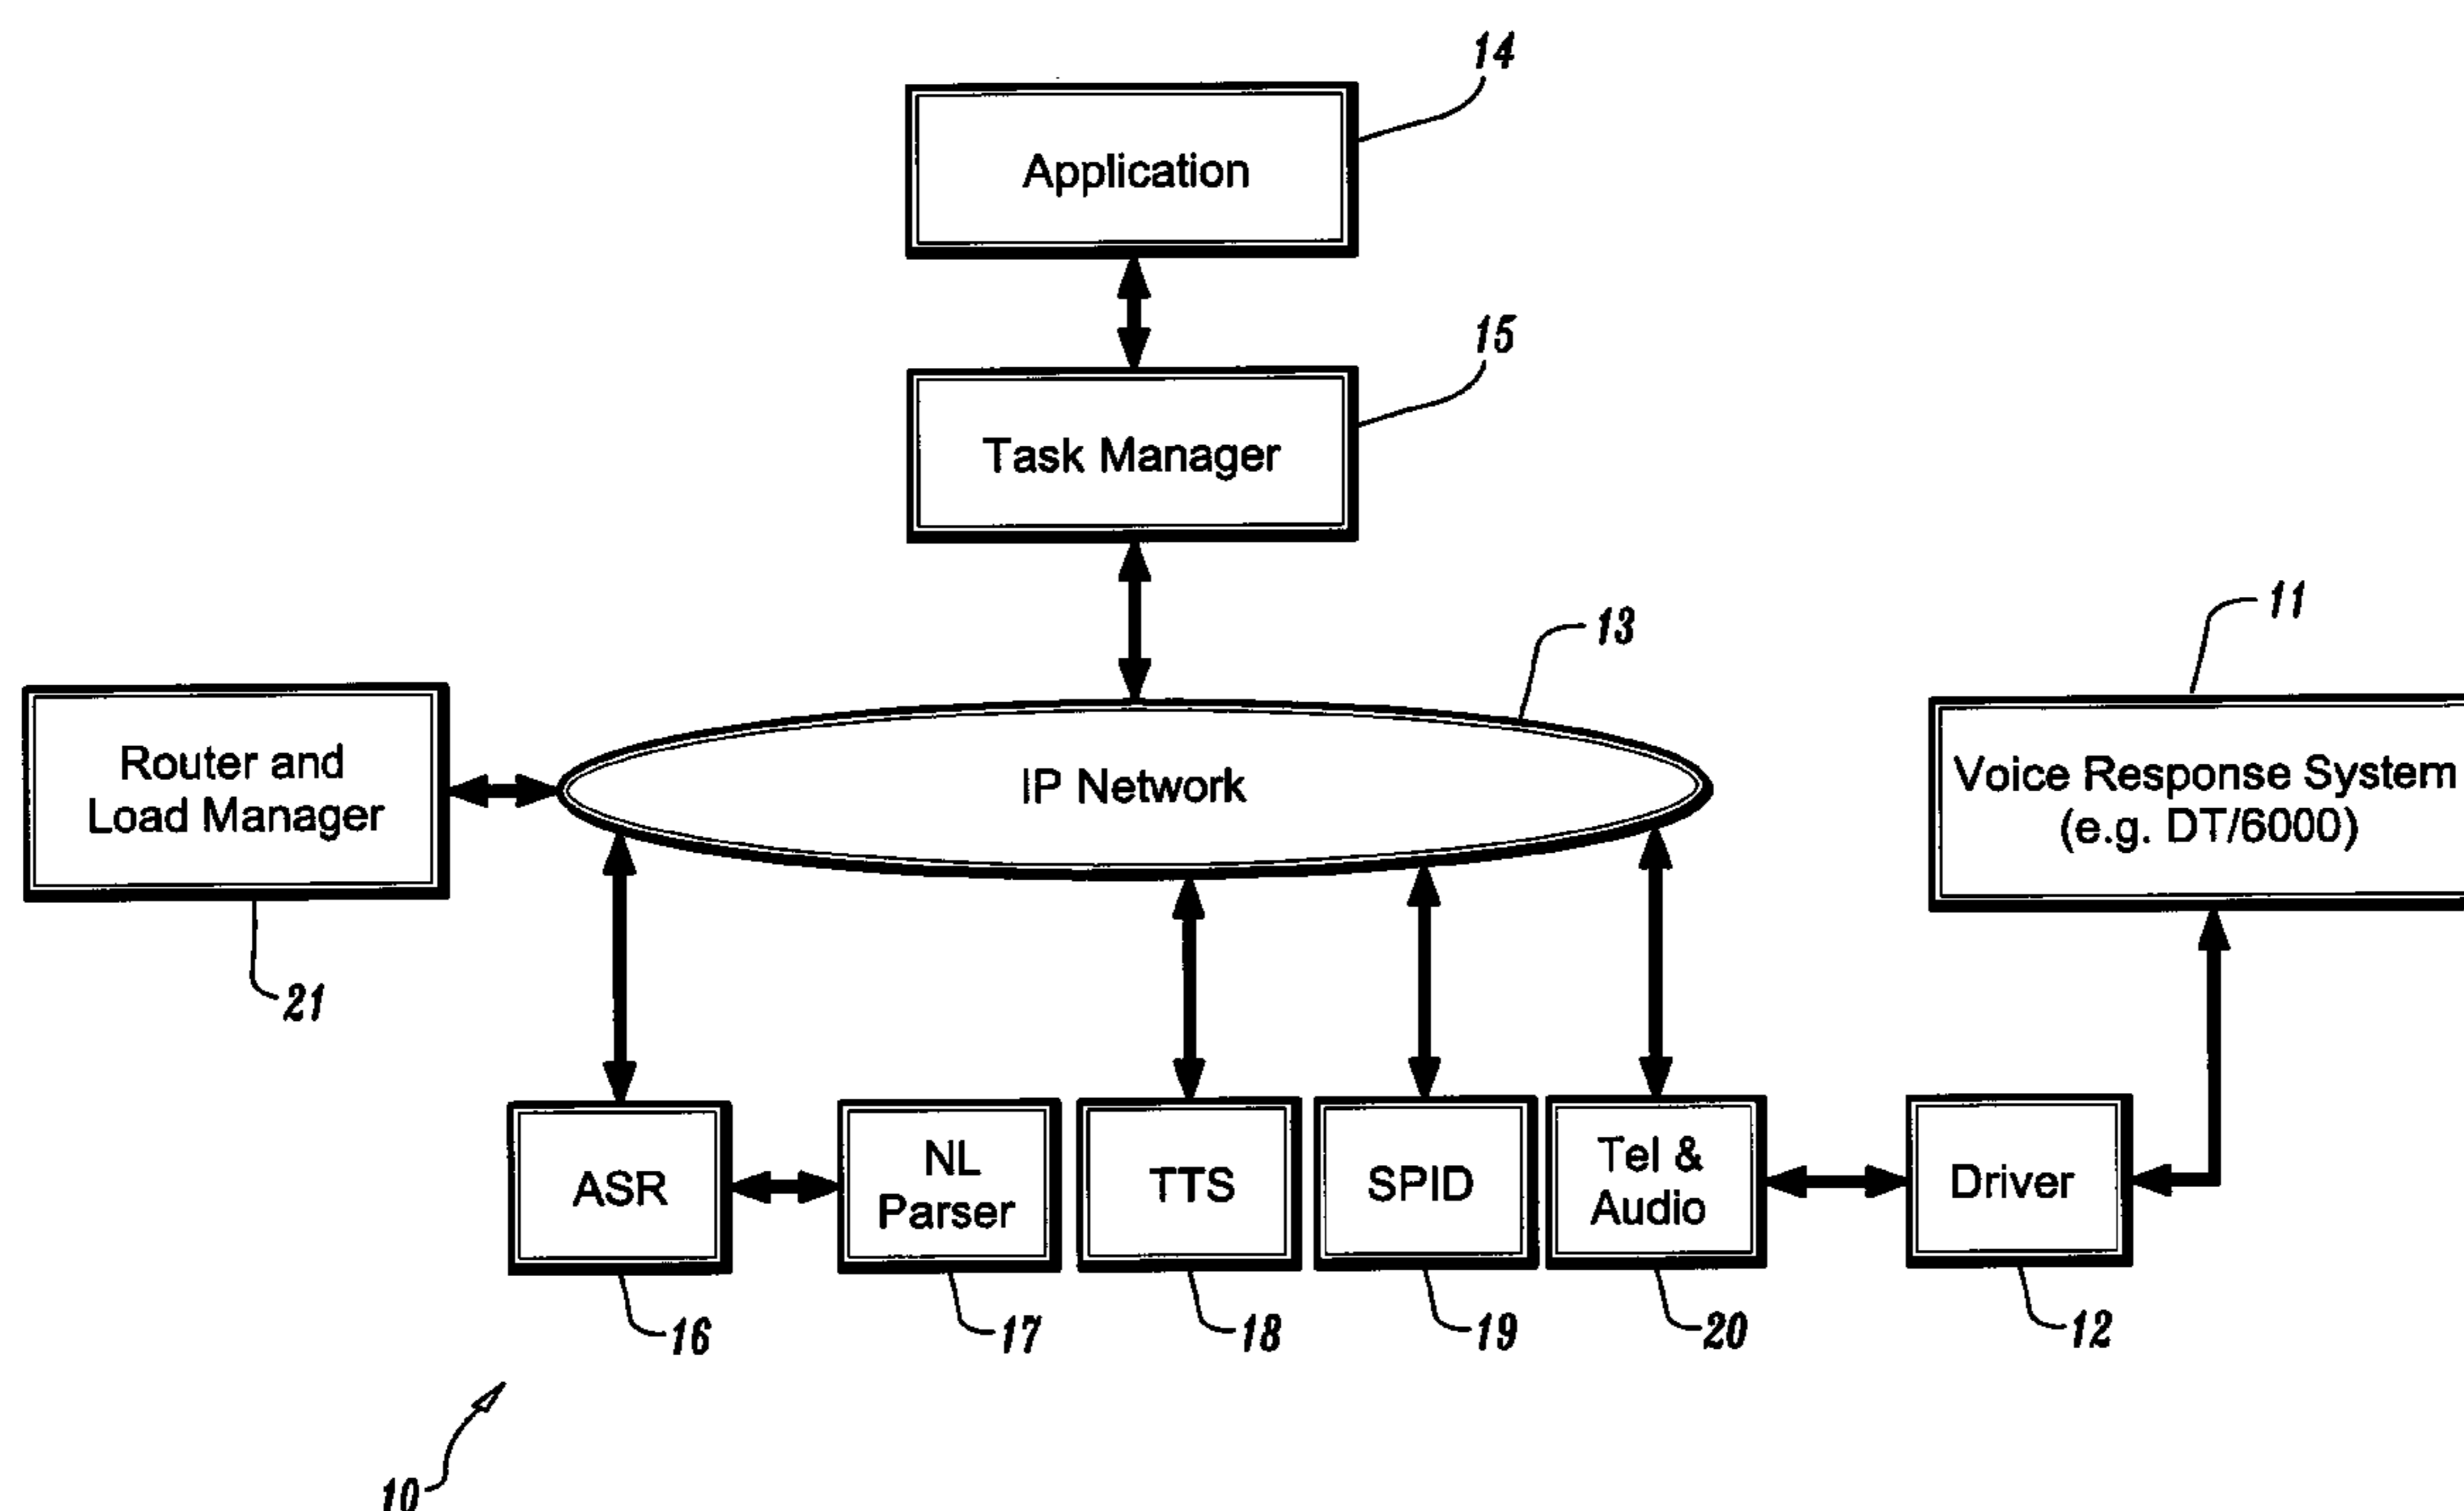 14
Application
15
Task Manager
13
11
Router and
Load Manager
IP Network
Voice Response System
(e.g. DT/6000)
21
ASR
NL
Parser
TTS
SPID
Tel &
Audio
Driver
16
17
18
19
20
12
10